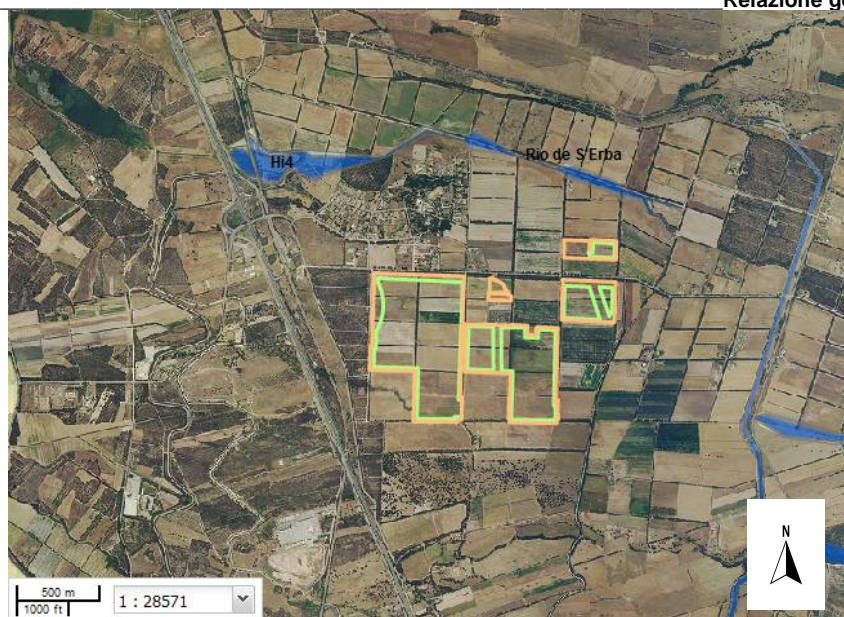 Relazione ge
Hi4
Rio de S'Erba
N
500 m
1000 ft
1 : 28571